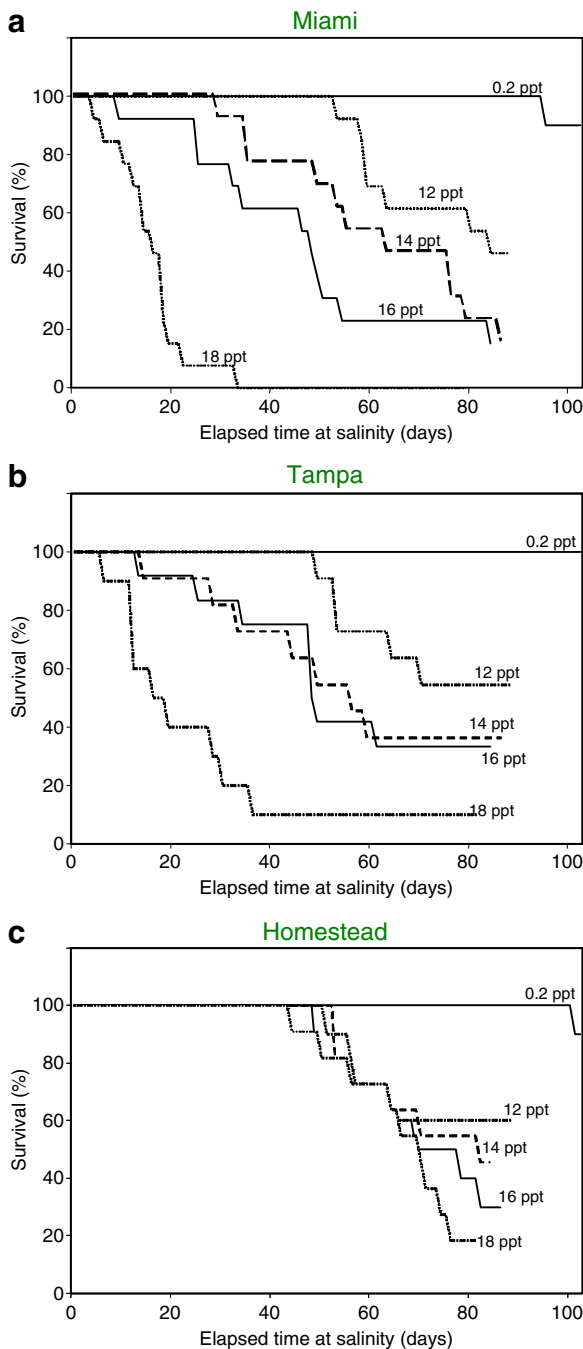 a
Miami
Survival (%)
100
80
60
40
20
0
0.2 ppt
12 ppt
14 ppt
16 ppt
18 ppt
0 20 40 60 80 100
Elapsed time at salinity (days)
b
Tampa
Survival (%)
100
80
60
40
20
0
0.2 ppt
12 ppt
14 ppt
16 ppt
18 ppt
0 20 40 60 80 100
Elapsed time at salinity (days)
c
Homestead
Survival (%)
100
80
60
40
20
0
0.2 ppt
12 ppt
14 ppt
16 ppt
18 ppt
0 20 40 60 80 100
Elapsed time at salinity (days)